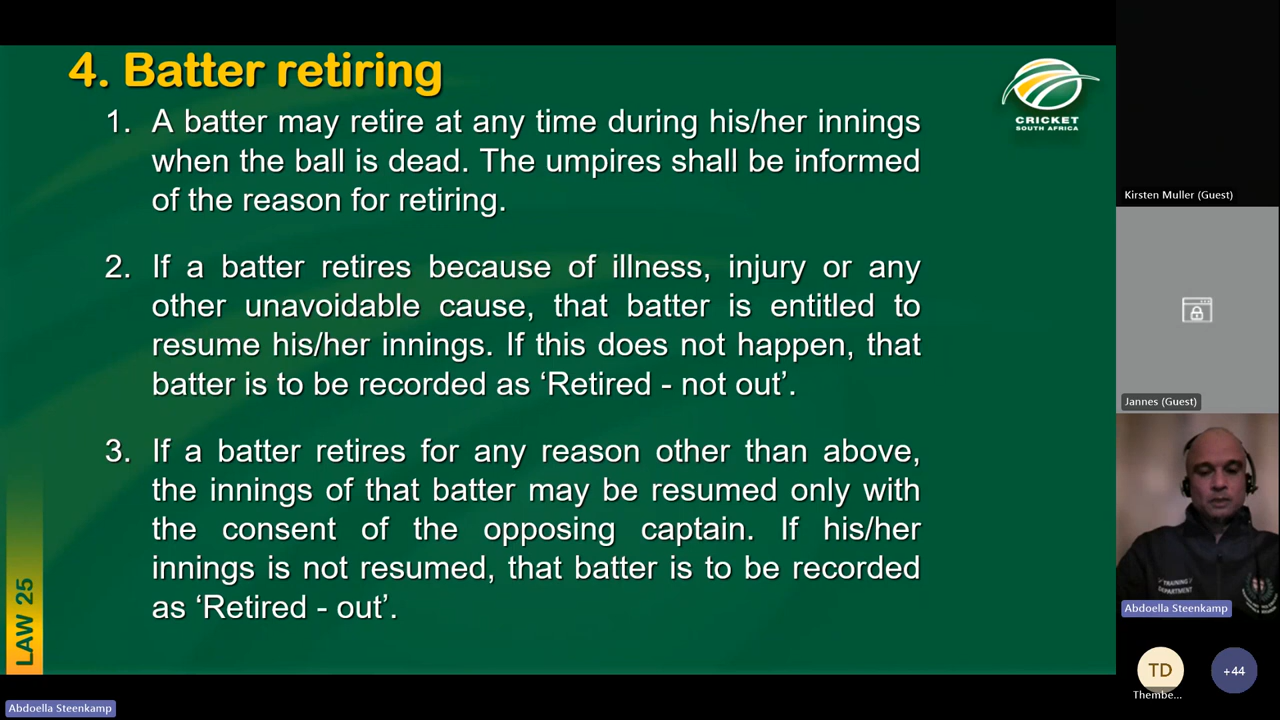 4. Batter retiring
CRICKET
SOUTH AFRICA
1. A batter may retire at any time during his/her innings
when the ball is dead. The umpires shall be informed
of the reason for retiring.
2. If a batter retires because of illness, injury or any
other unavoidable cause, that batter is entitled to
resume his/her innings. If this does not happen, that
batter is to be recorded as ‘Retired - not out’.
3. If a batter retires for any reason other than above,
the innings of that batter may be resumed only with
the consent of the opposing captain. If his/her
innings is not resumed, that batter is to be recorded
as ‘Retired - out’.
LAW 25
Abdoella Steenkamp
Kirsten Muller (Guest)
Jannes (Guest)
TRAINING
DEPARTMENT
Abdoella Steenkamp
TD
+44
Thembe...